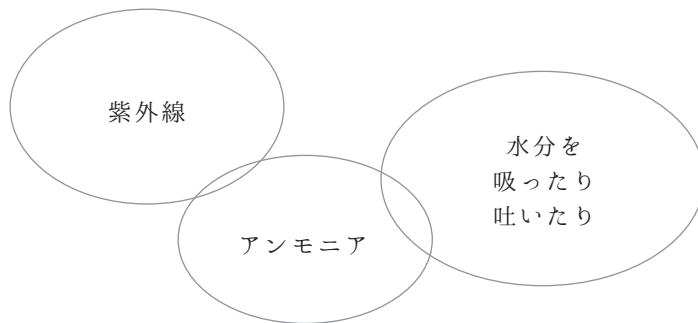 紫外線
水分を
吸ったり
吐いたり
アンモニア